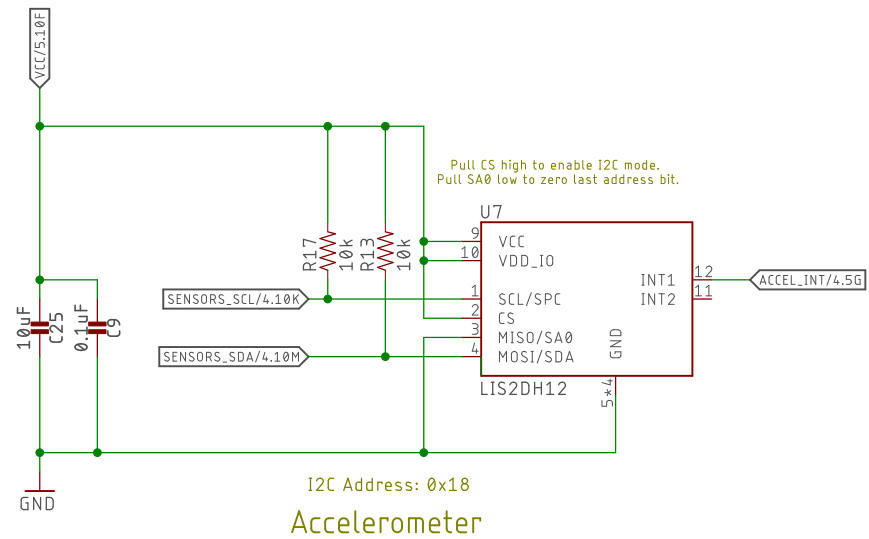 VCC/5.10F
Pull CS high to enable I2C mode.
Pull SA0 low to zero last address bit.
U7
R17
10k
R13
10k
9
VCC
10
VDD_IO
INT1
12
ACCEL_INT/4.5G
INT2
11
SENSORS_SCL/4.10K
1
SCL/SPC
2
CS
3
MISO/SA0
SENSORS_SDA/4.10M
4
MOSI/SDA
GND
10uF
C25
0.1uF
C9
LIS2DH12
5*4
I2C Address: 0x18
GND
Accelerometer